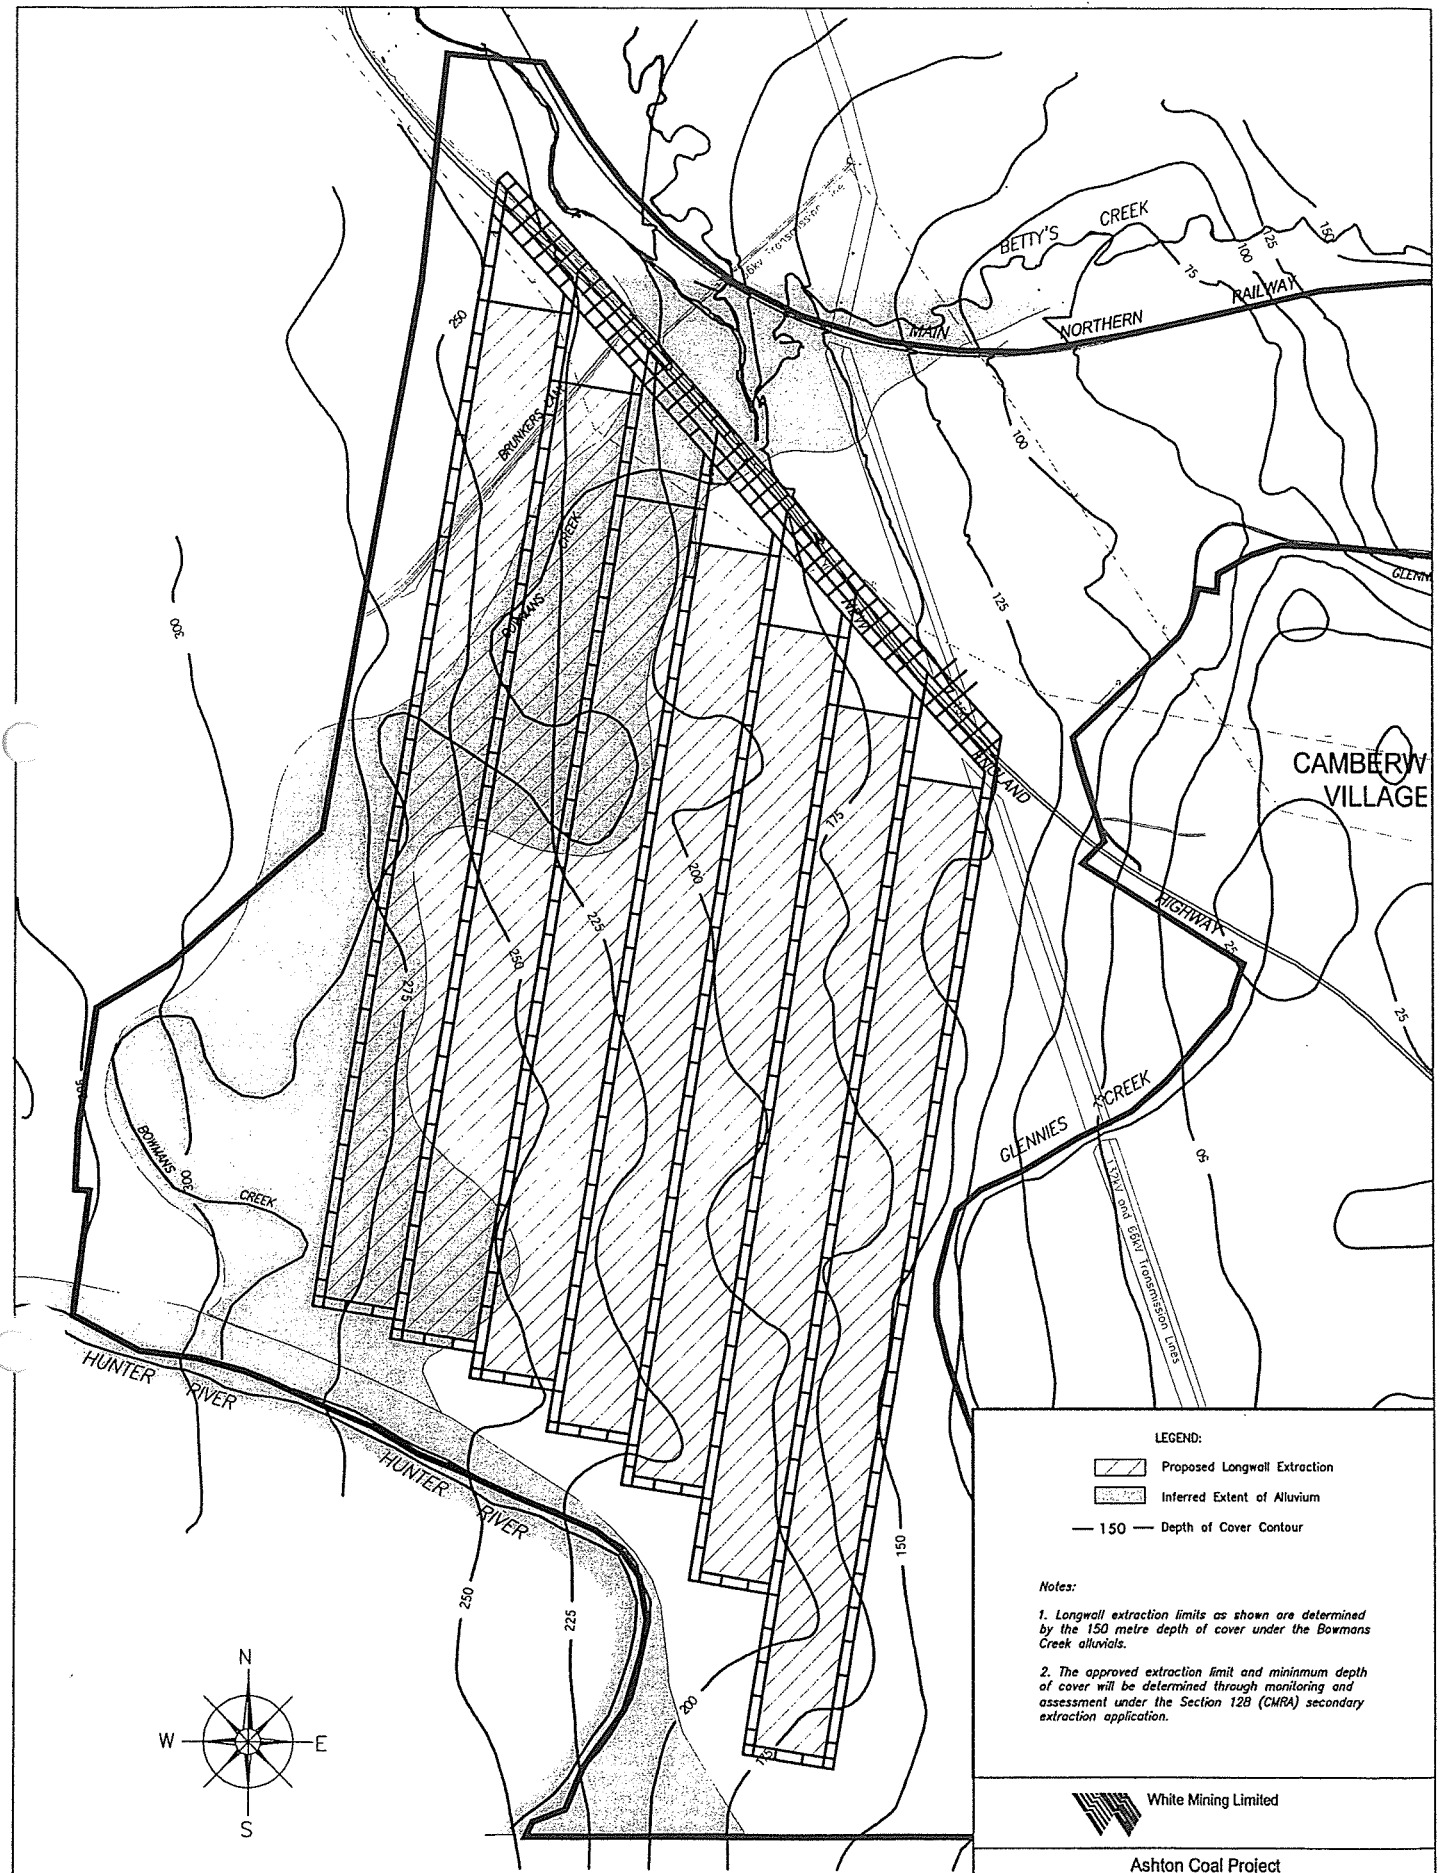 BETTY'S CREEK
150
125
100
75
MAIN NORTHERN RAILWAY
250
BRUNKERS
BOWMANS CREEK
100
125
300
NEW ENGLAND HIGHWAY
CAMBERW
VILLAGE
175
200
225
250
275
25
25
GLENNIES CREEK
50
BOWMANS CREEK
300
132kV and 66kV Transmission Lines
HUNTER RIVER
HUNTER RIVER
250
225
200
175
150
N
W E
S
LEGEND:
Proposed Longwall Extraction
Inferred Extent of Alluvium
150 Depth of Cover Contour
Notes:
1. Longwall extraction limits as shown are determined
by the 150 metre depth of cover under the Bowmans
Creek alluvials.
2. The approved extraction limit and mininmum depth
of cover will be determined through monitoring and
assessment under the Section 128 (CMRA) secondary
extraction application.
White Mining Limited
Ashton Coal Project